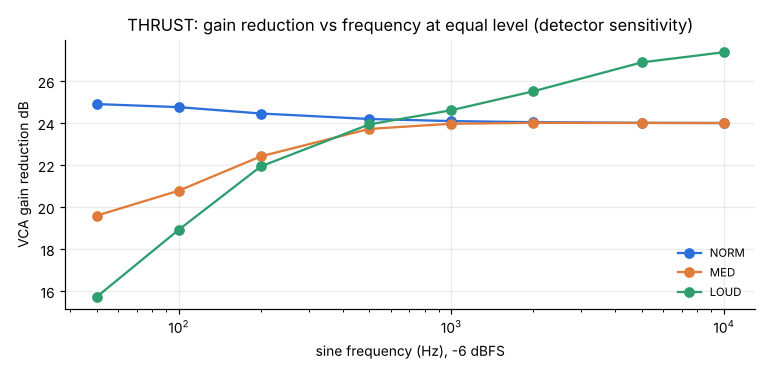 THRUST: gain reduction vs frequency at equal level (detector sensitivity)
VCA gain reduction dB
26
24
22
20
18
16
NORM
MED
LOUD
10²
10³
10⁴
sine frequency (Hz), -6 dBFS